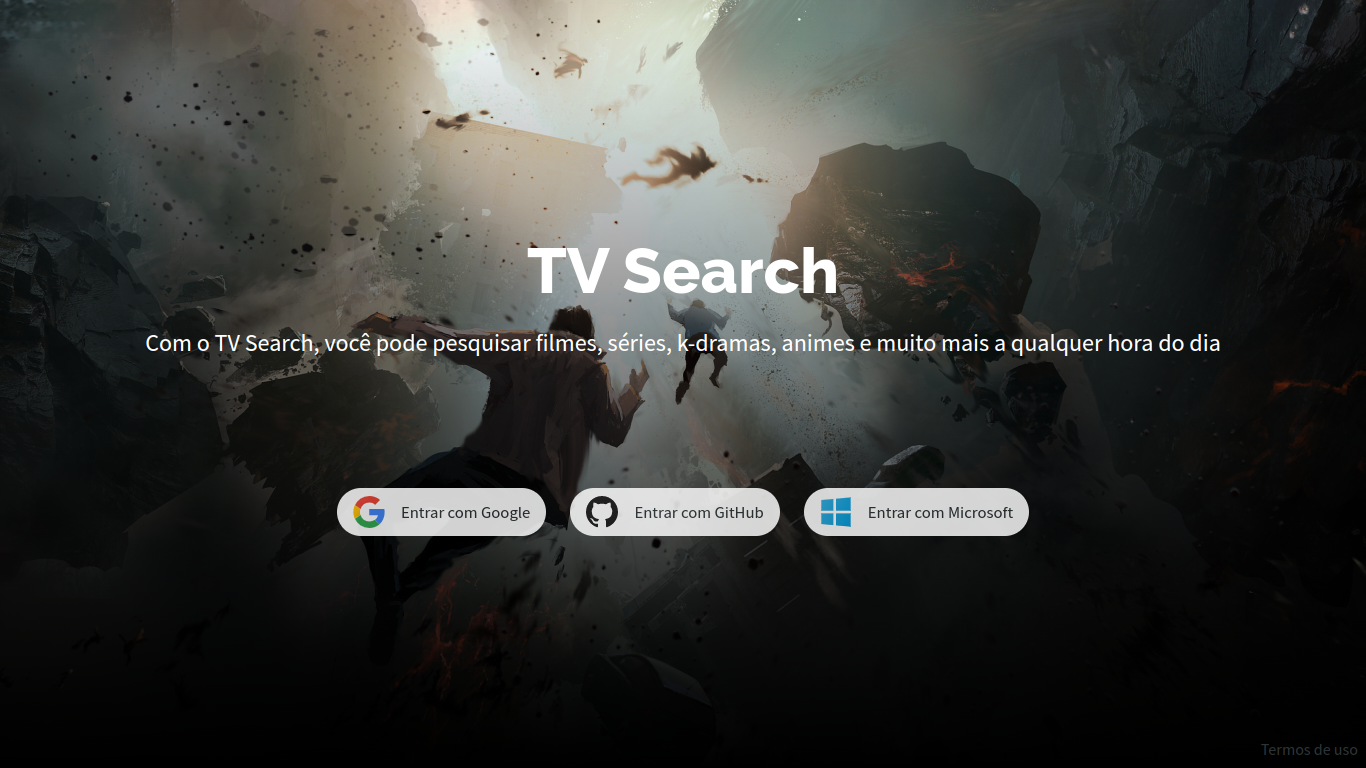 TV Search
Com o TV Search, você pode pesquisar filmes, séries, k-dramas, animes e muito mais a qualquer hora do dia
Entrar com Google
Entrar com GitHub
Entrar com Microsoft
Termos de uso